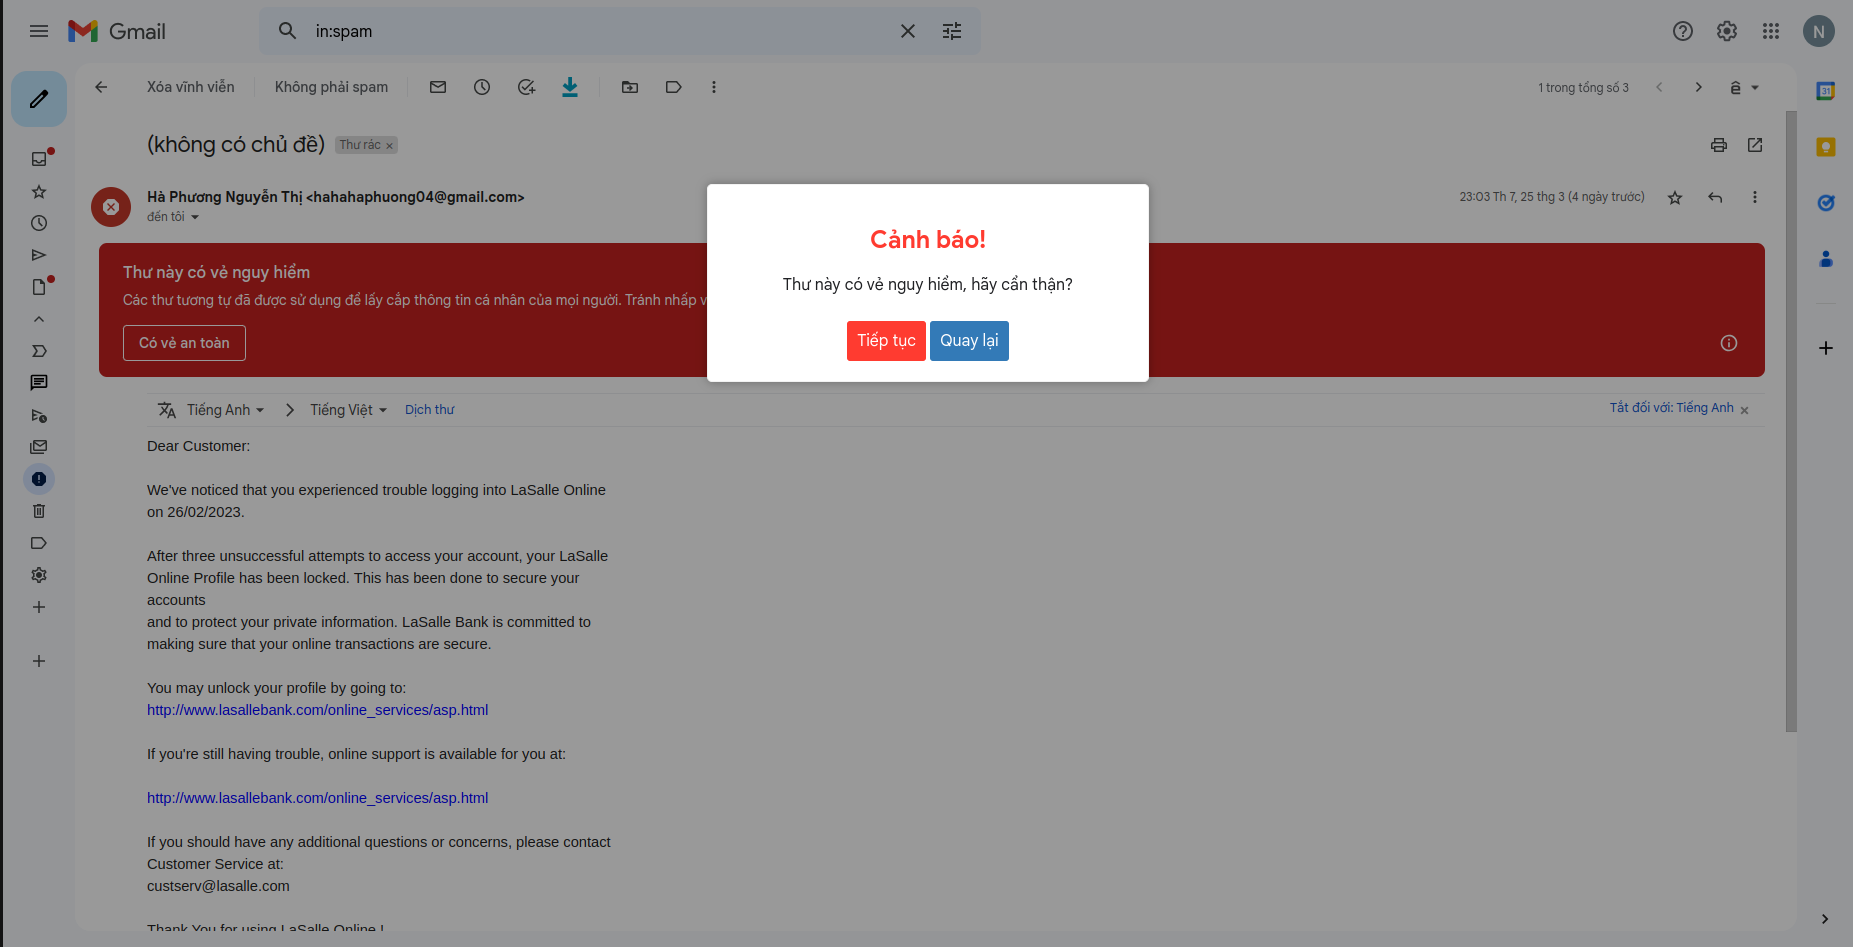 Gmail
in:spam
N
Xóa vĩnh viễn
Không phải spam
1 trong tổng số 3
ê
31
(không có chủ đề)
Thư rác ×
Hà Phương Nguyễn Thị <hahahaphuong04@gmail.com>
23:03 Th 7, 25 thg 3 (4 ngày trước)
đến tôi
Cảnh báo!
Thư này có vẻ nguy hiểm, hãy cẩn thận?
Tiếp tục
Quay lại
Thư này có vẻ nguy hiểm
Các thư tương tự đã được sử dụng để lấy cắp thông tin cá nhân của mọi người. Tránh nhấp v
Có vẻ an toàn
Tiếng Anh
Tiếng Việt
Dịch thư
Tắt đối với: Tiếng Anh ×
Dear Customer:
We've noticed that you experienced trouble logging into LaSalle Online
on 26/02/2023.
After three unsuccessful attempts to access your account, your LaSalle
Online Profile has been locked. This has been done to secure your
accounts
and to protect your private information. LaSalle Bank is committed to
making sure that your online transactions are secure.
You may unlock your profile by going to:
http://www.lasallebank.com/online_services/asp.html
If you're still having trouble, online support is available for you at:
http://www.lasallebank.com/online_services/asp.html
If you should have any additional questions or concerns, please contact
Customer Service at:
custserv@lasalle.com
Thank You for using LaSalle Online !